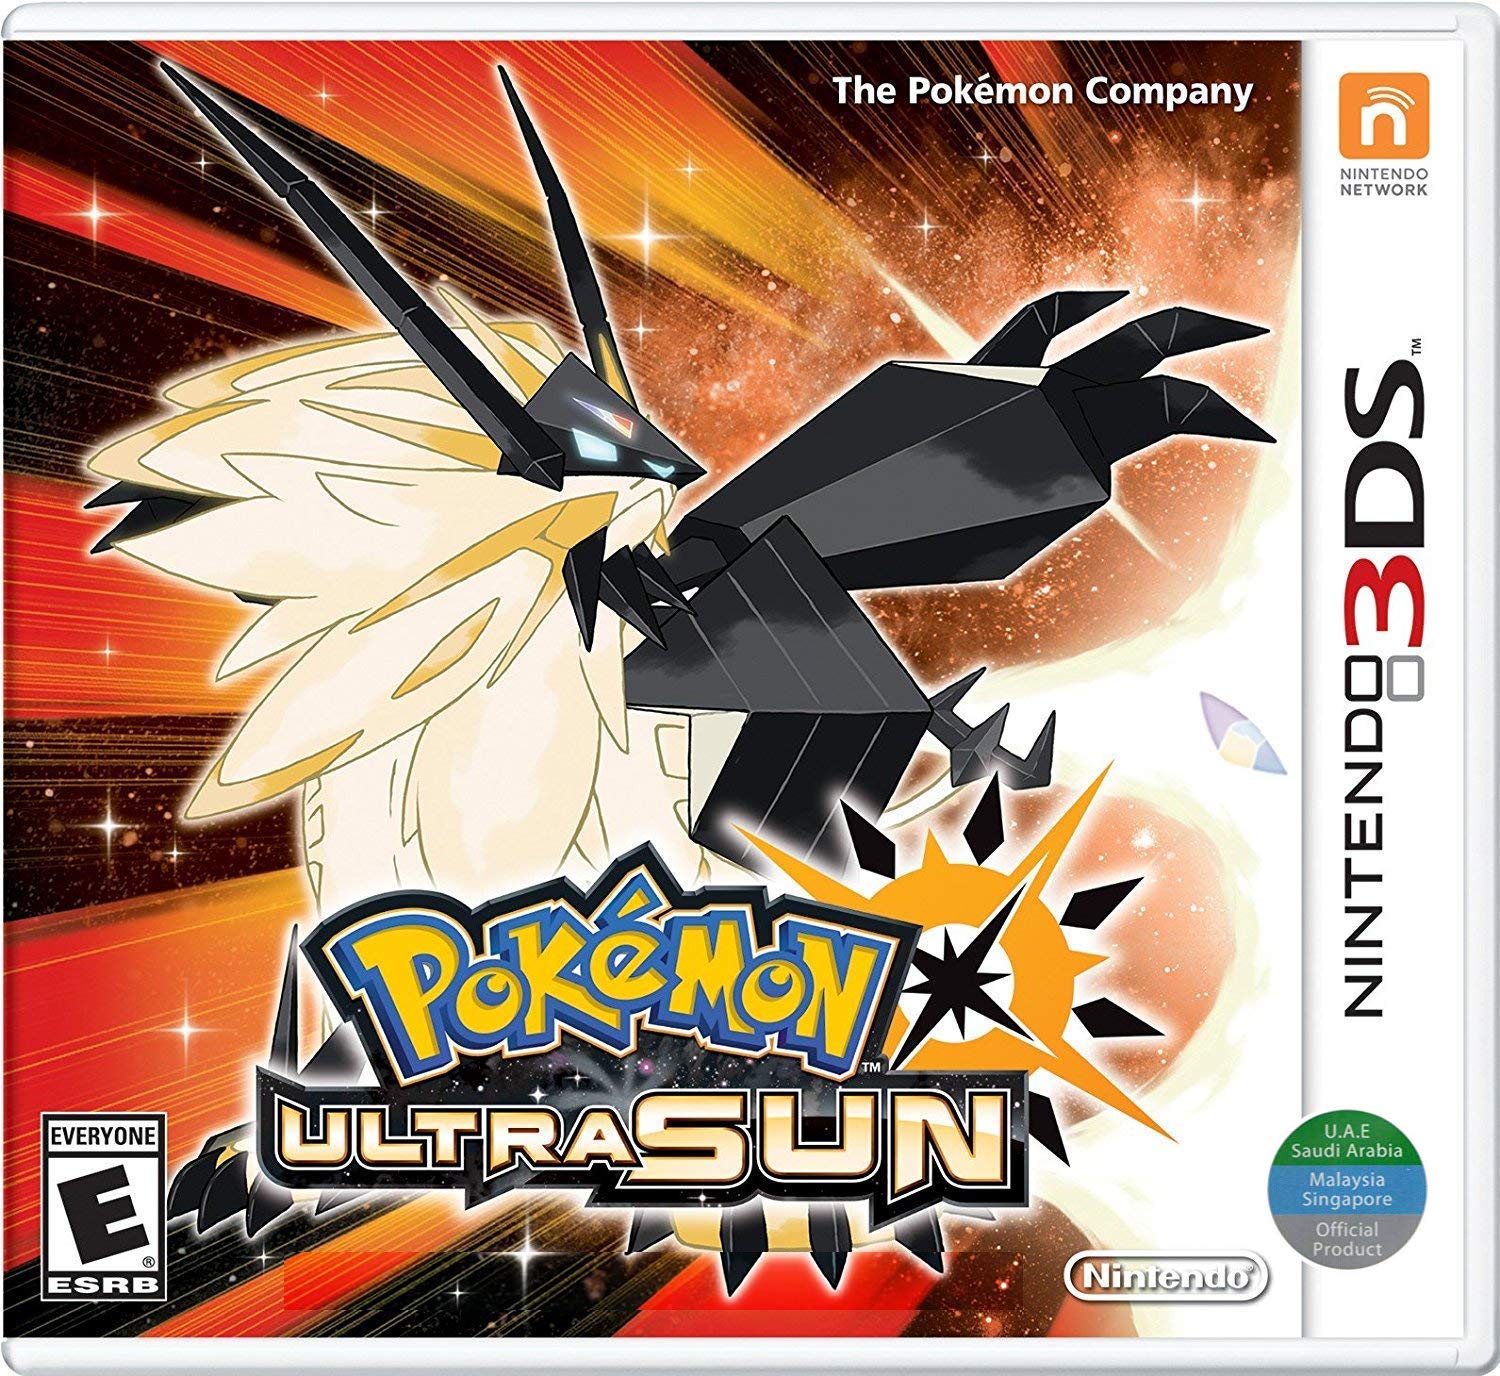 The Pokémon Company
NINTENDO
NETWORK
NINTENDO 3DS™
POKéMON™
ULTRA SUN
EVERYONE
E®
ESRB
U.A.E
Saudi Arabia
Malaysia
Singapore
Official
Product
Nintendo®